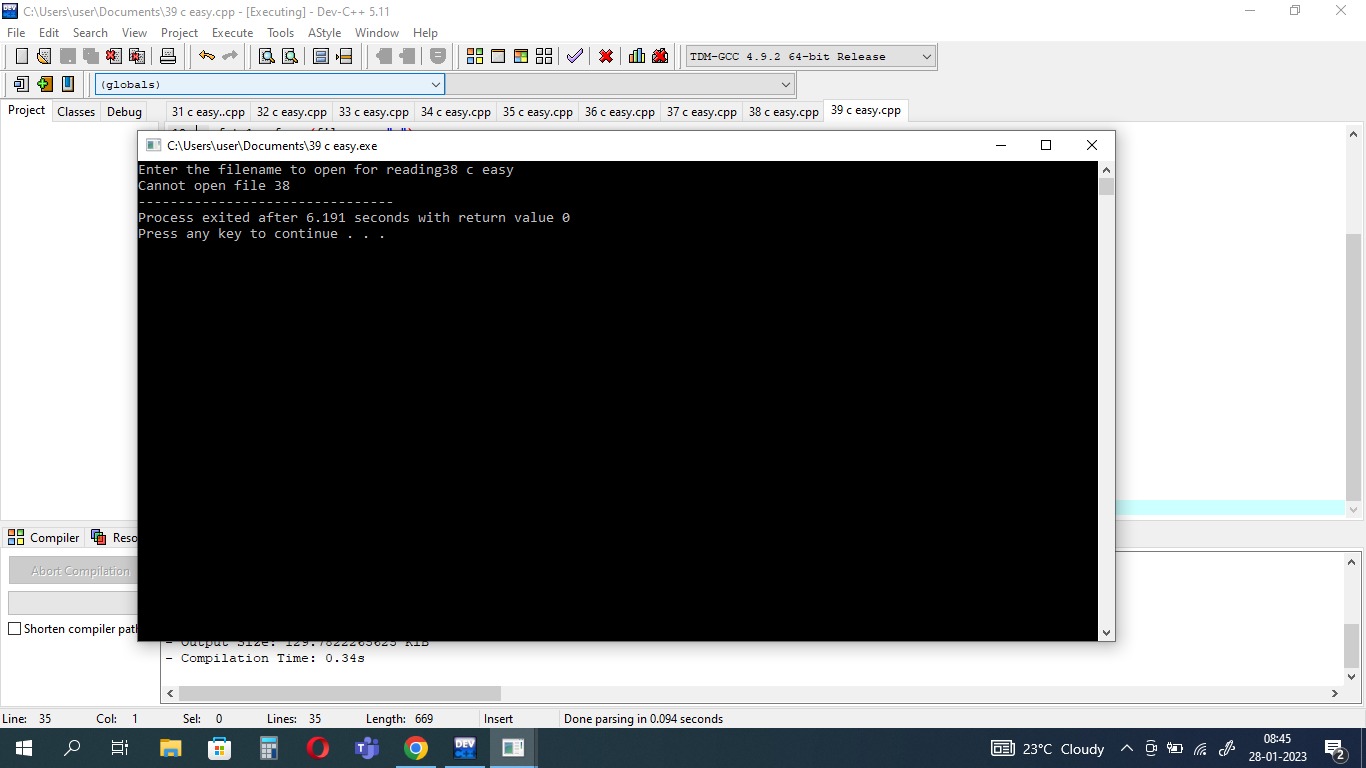 C:\Users\user\Documents\39 c easy.cpp - [Executing] - Dev-C++ 5.11
File Edit Search View Project Execute Tools AStyle Window Help
TDM-GCC 4.9.2 64-bit Release
(globals)
Project Classes Debug 31 c easy..cpp 32 c easy.cpp 33 c easy.cpp 34 c easy.cpp 35 c easy.cpp 36 c easy.cpp 37 c easy.cpp 38 c easy.cpp 39 c easy.cpp
C:\Users\user\Documents\39 c easy.exe
Enter the filename to open for reading38 c easy
Cannot open file 38
--------------------------------
Process exited after 6.191 seconds with return value 0
Press any key to continue . . .
Compiler Reso
Abort Compilation
Shorten compiler path
- Output Size: 129.7822265625 KiB
- Compilation Time: 0.34s
Line: 35 Col: 1 Sel: 0 Lines: 35 Length: 669 Insert Done parsing in 0.094 seconds
DEV
23°C Cloudy
08:45
28-01-2023
2